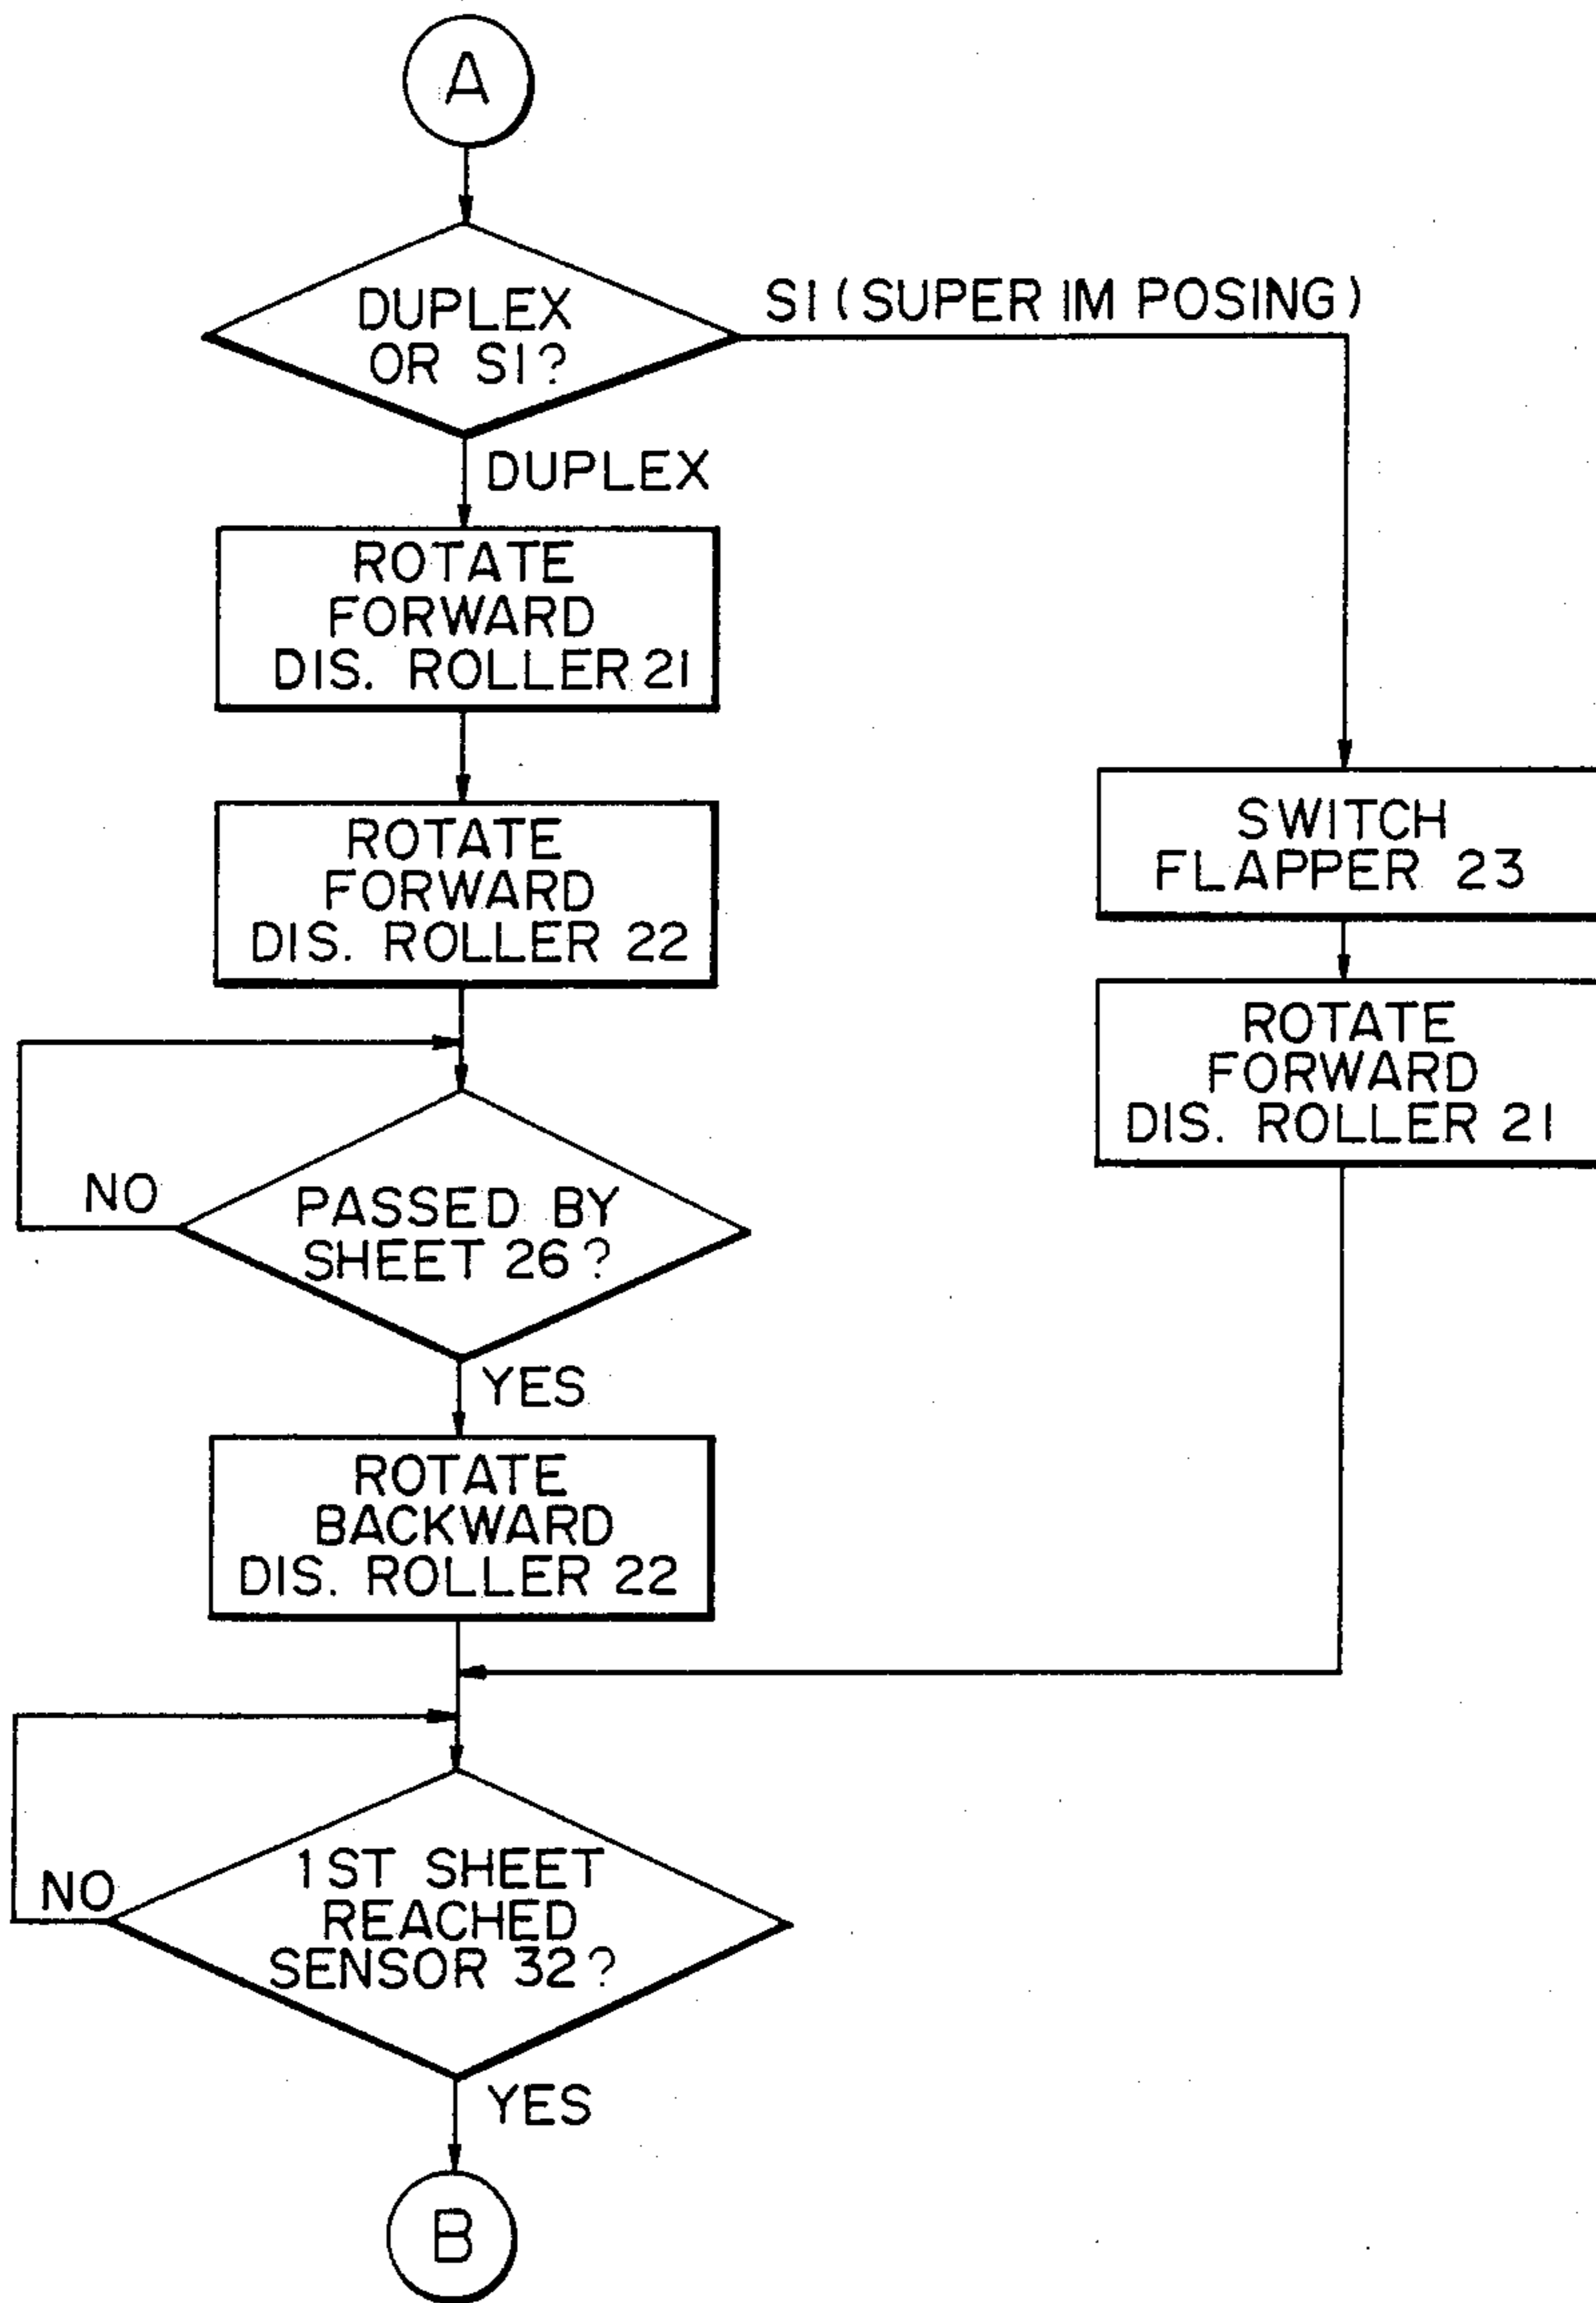 A
DUPLEX
OR SI?
SI (SUPER IM POSING)
DUPLEX
ROTATE
FORWARD
DIS. ROLLER 21
ROTATE
FORWARD
DIS. ROLLER 22
SWITCH
FLAPPER 23
ROTATE
FORWARD
DIS. ROLLER 21
NO
PASSED BY
SHEET 26?
YES
ROTATE
BACKWARD
DIS. ROLLER 22
NO
1ST SHEET
REACHED
SENSOR 32?
YES
B